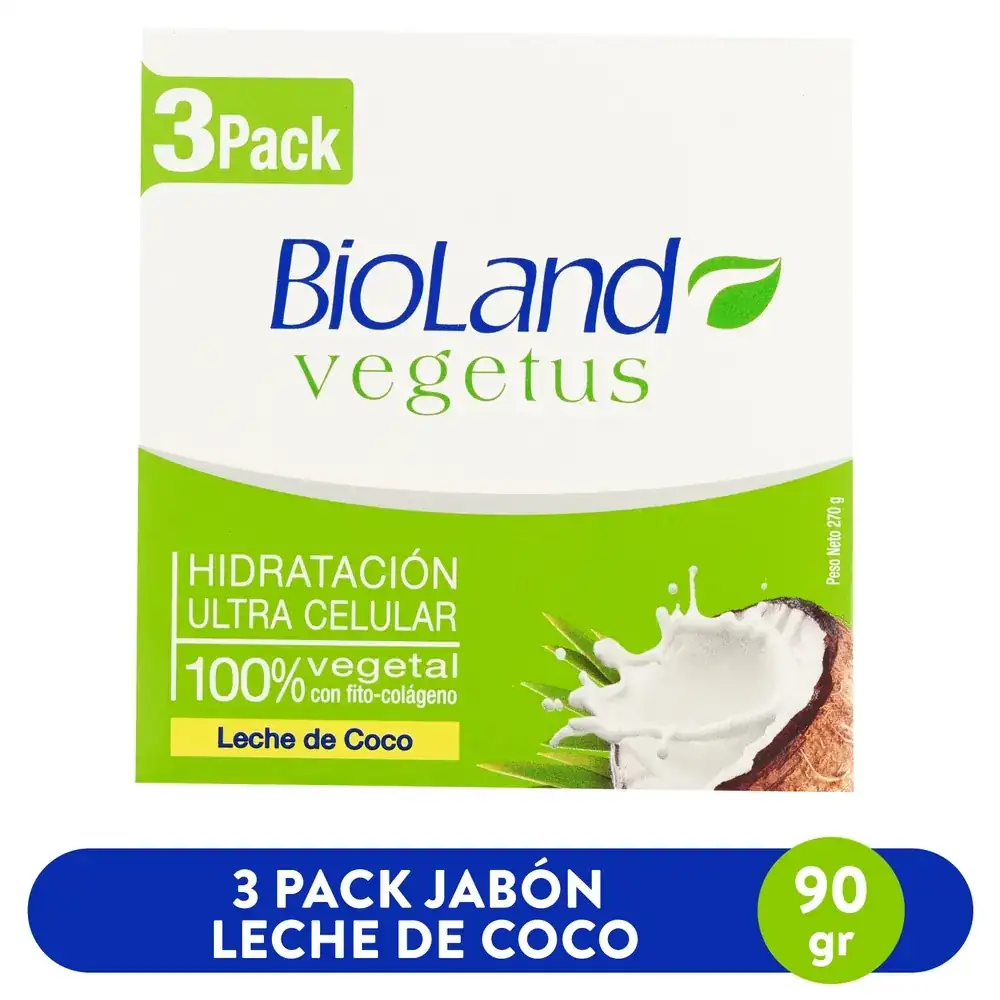 3Pack
BioLand
vegetus
Peso Neto 270 g
HIDRATACIÓN
ULTRA CELULAR
100% vegetal
con fito-colágeno
Leche de Coco
3 PACK JABÓN
LECHE DE COCO
90
gr